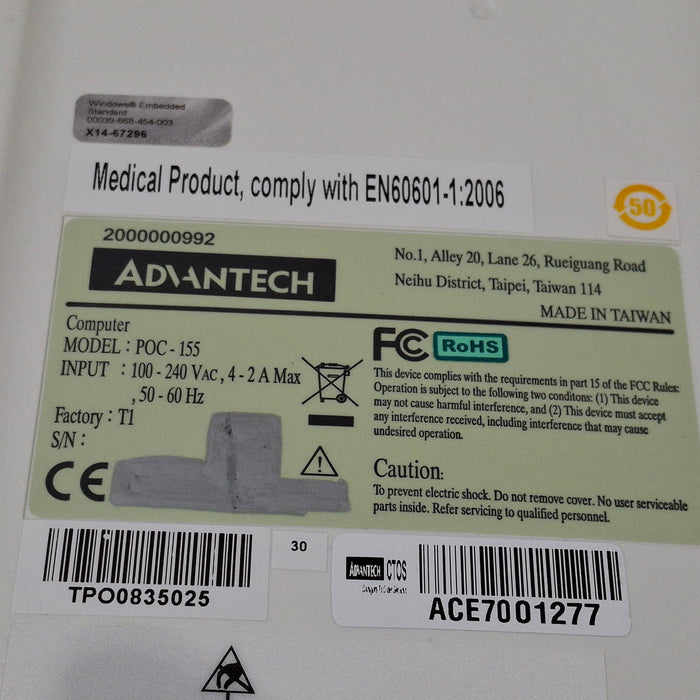 Windows® Embedded
Standard
00039-668-454-003
X14-67296
Medical Product, comply with EN60601-1:2006
50
2000000992
ADVANTECH
No.1, Alley 20, Lane 26, Rueiguang Road
Neihu District, Taipei, Taiwan 114
MADE IN TAIWAN
Computer
MODEL : POC - 155
INPUT : 100 - 240 VAC , 4 - 2 A Max
, 50 - 60 Hz
Factory : T1
S/N :
CE
FC RoHS
This device complies with the requirements in part 15 of the FCC Rules:
Operation is subject to the following two conditons: (1) This device
may not cause harmful interference, and (2) This device must accept
any interference received, including interference that may cause
undesired operation.
Caution:
To prevent electric shock. Do not remove cover. No user serviceable
parts inside. Refer servicing to qualified personnel.
TPO0835025
30
ADVANTECH CTOS
ACE7001277